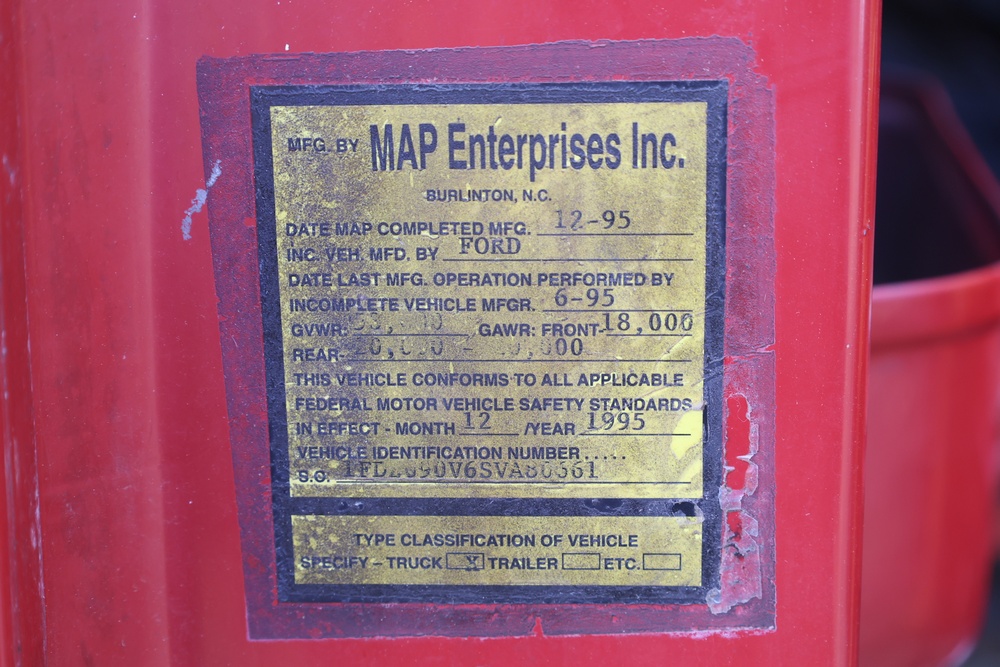 MFG. BY MAP Enterprises Inc.
BURLINTON, N.C.
DATE MAP COMPLETED MFG. 12-95
INC. VEH. MFD. BY FORD
DATE LAST MFG. OPERATION PERFORMED BY
INCOMPLETE VEHICLE MFGR. 6-95
GVWR: GAWR: FRONT- 18,000
REAR-
THIS VEHICLE CONFORMS TO ALL APPLICABLE
FEDERAL MOTOR VEHICLE SAFETY STANDARDS
IN EFFECT - MONTH 12 /YEAR 1995
VEHICLE IDENTIFICATION NUMBER .....
S.O.
TYPE CLASSIFICATION OF VEHICLE
SPECIFY - TRUCK X TRAILER ETC.